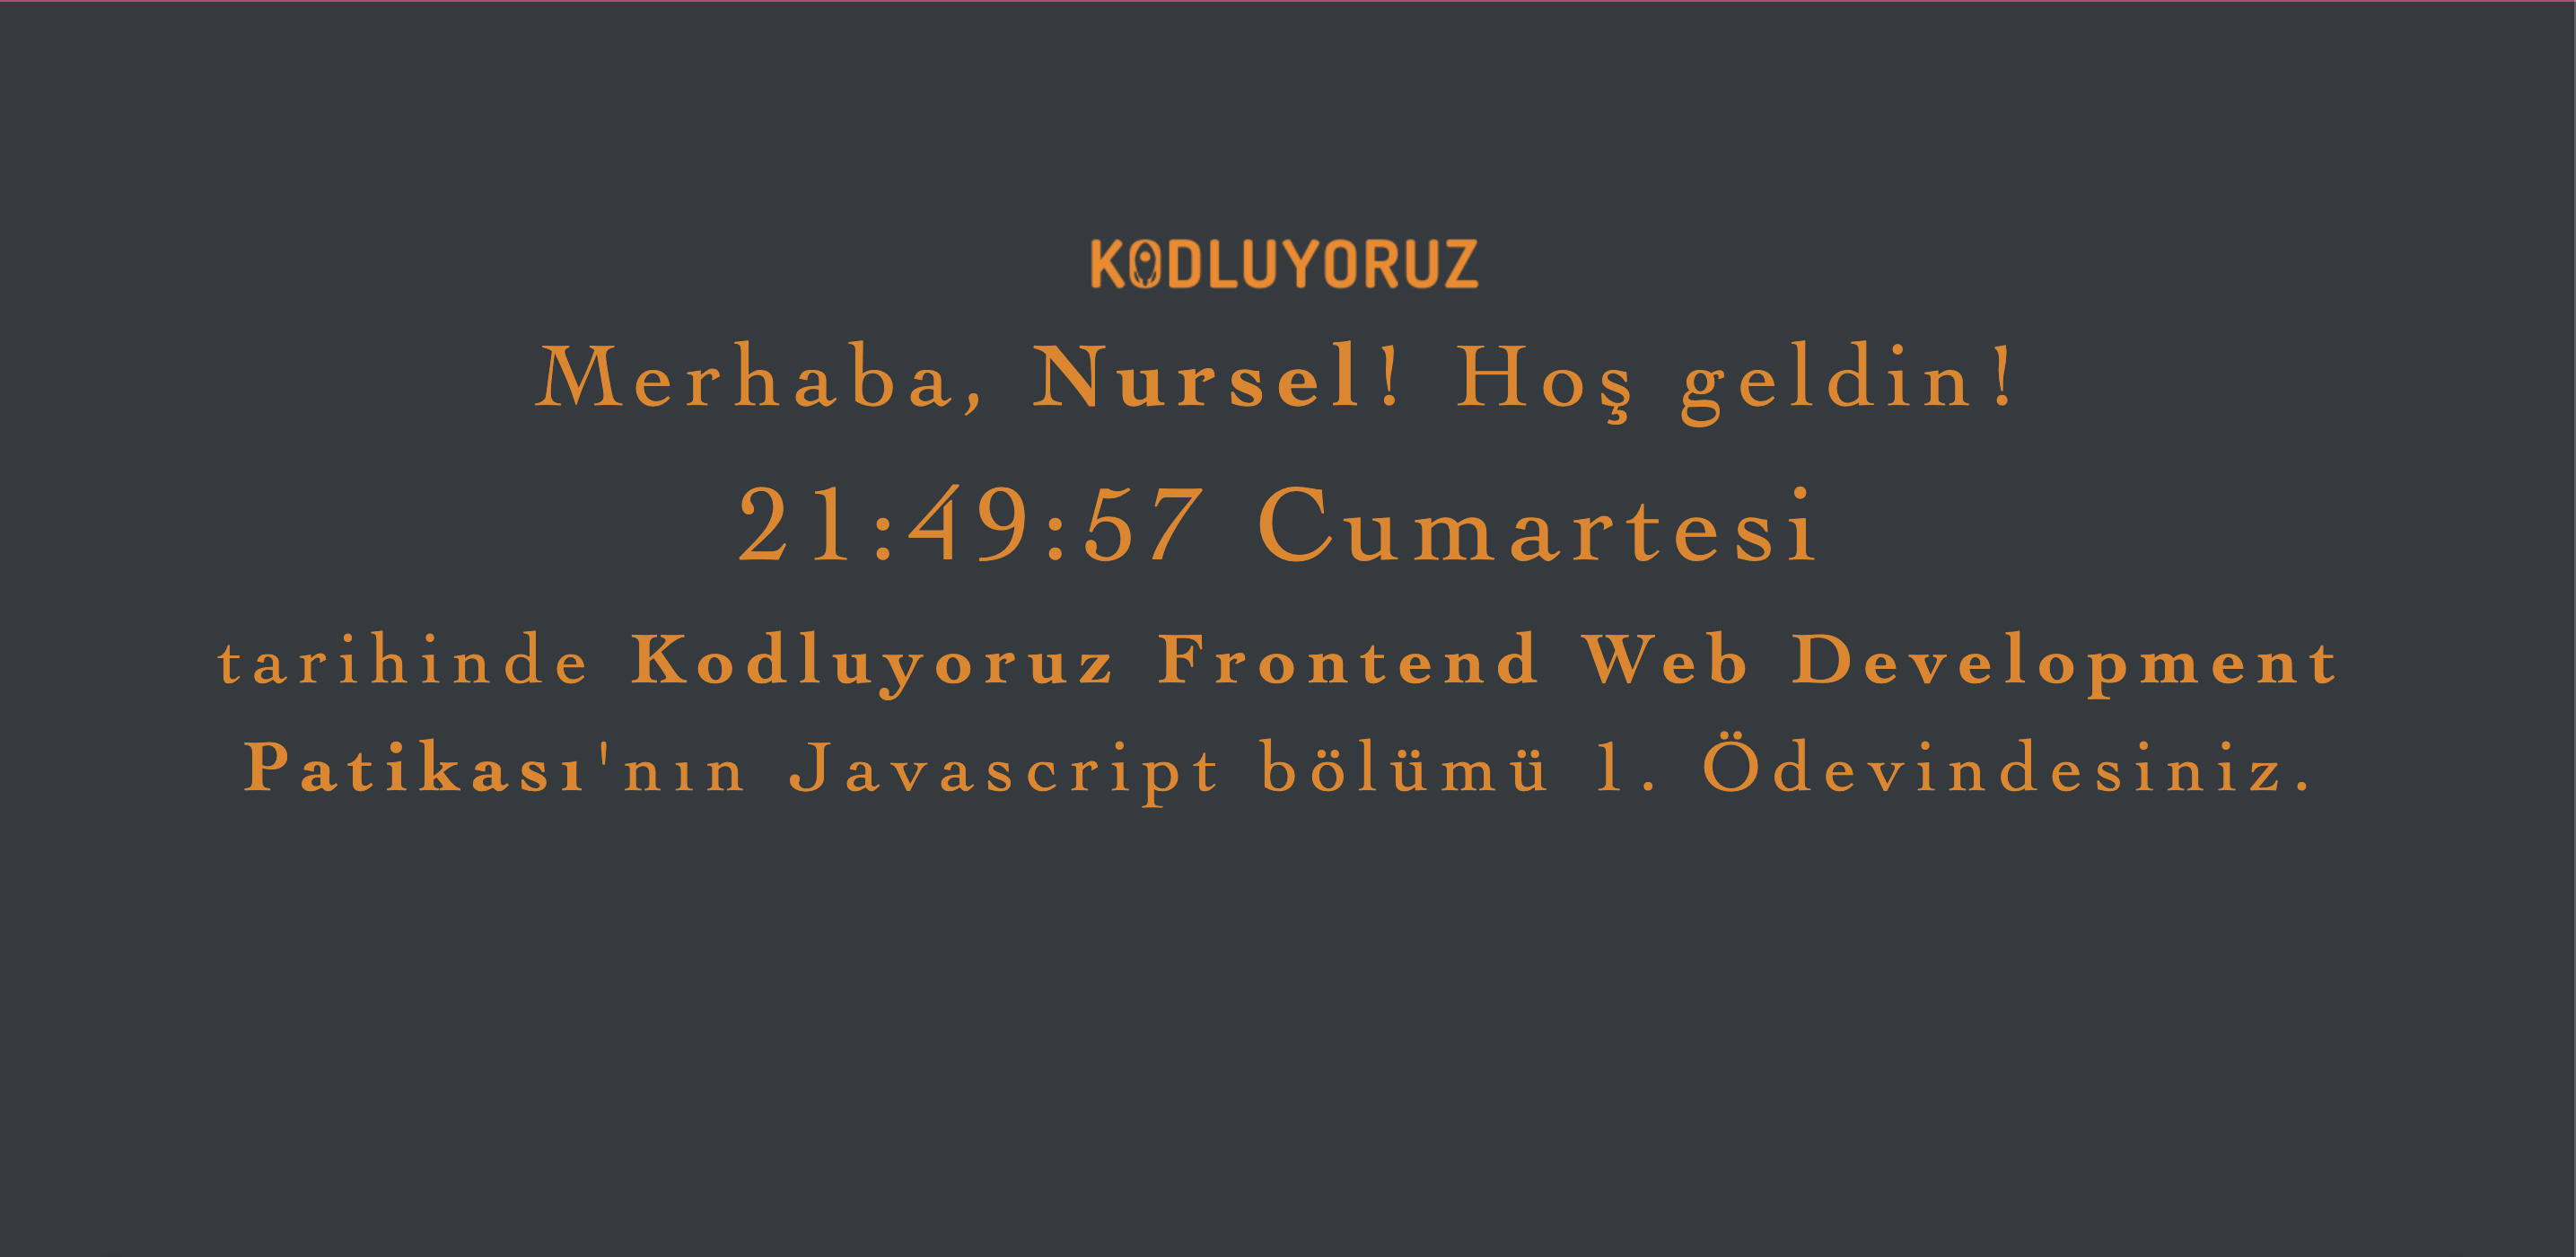 KODLUYORUZ
Merhaba, Nursel! Hoş geldin!
21:49:57 Cumartesi
tarihinde Kodluyoruz Frontend Web Development
Patikası'nın Javascript bölümü 1. Ödevindesiniz.